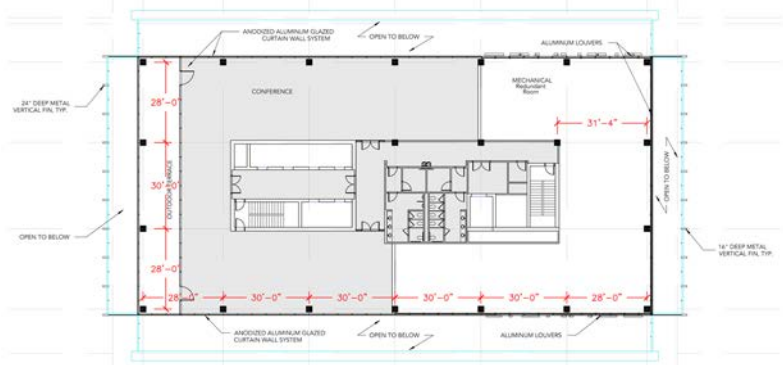 ANODIZED ALUMINUM GLAZED
CURTAIN WALL SYSTEM
OPEN TO BELOW
ALUMINUM LOUVERS
CONFERENCE
MECHANICAL
Redundant
Room
24" DEEP METAL
VERTICAL FIN, TYP.
28'-0"
31'-4"
30'-0"
OUTDOOR TERRACE
OPEN TO BELOW
OPEN TO BELOW
16" DEEP METAL
VERTICAL FIN, TYP.
28'-0"
30'-0"
30'-0"
30'-0"
30'-0"
28'-0"
ANODIZED ALUMINUM GLAZED
CURTAIN WALL SYSTEM
OPEN TO BELOW
ALUMINUM LOUVERS